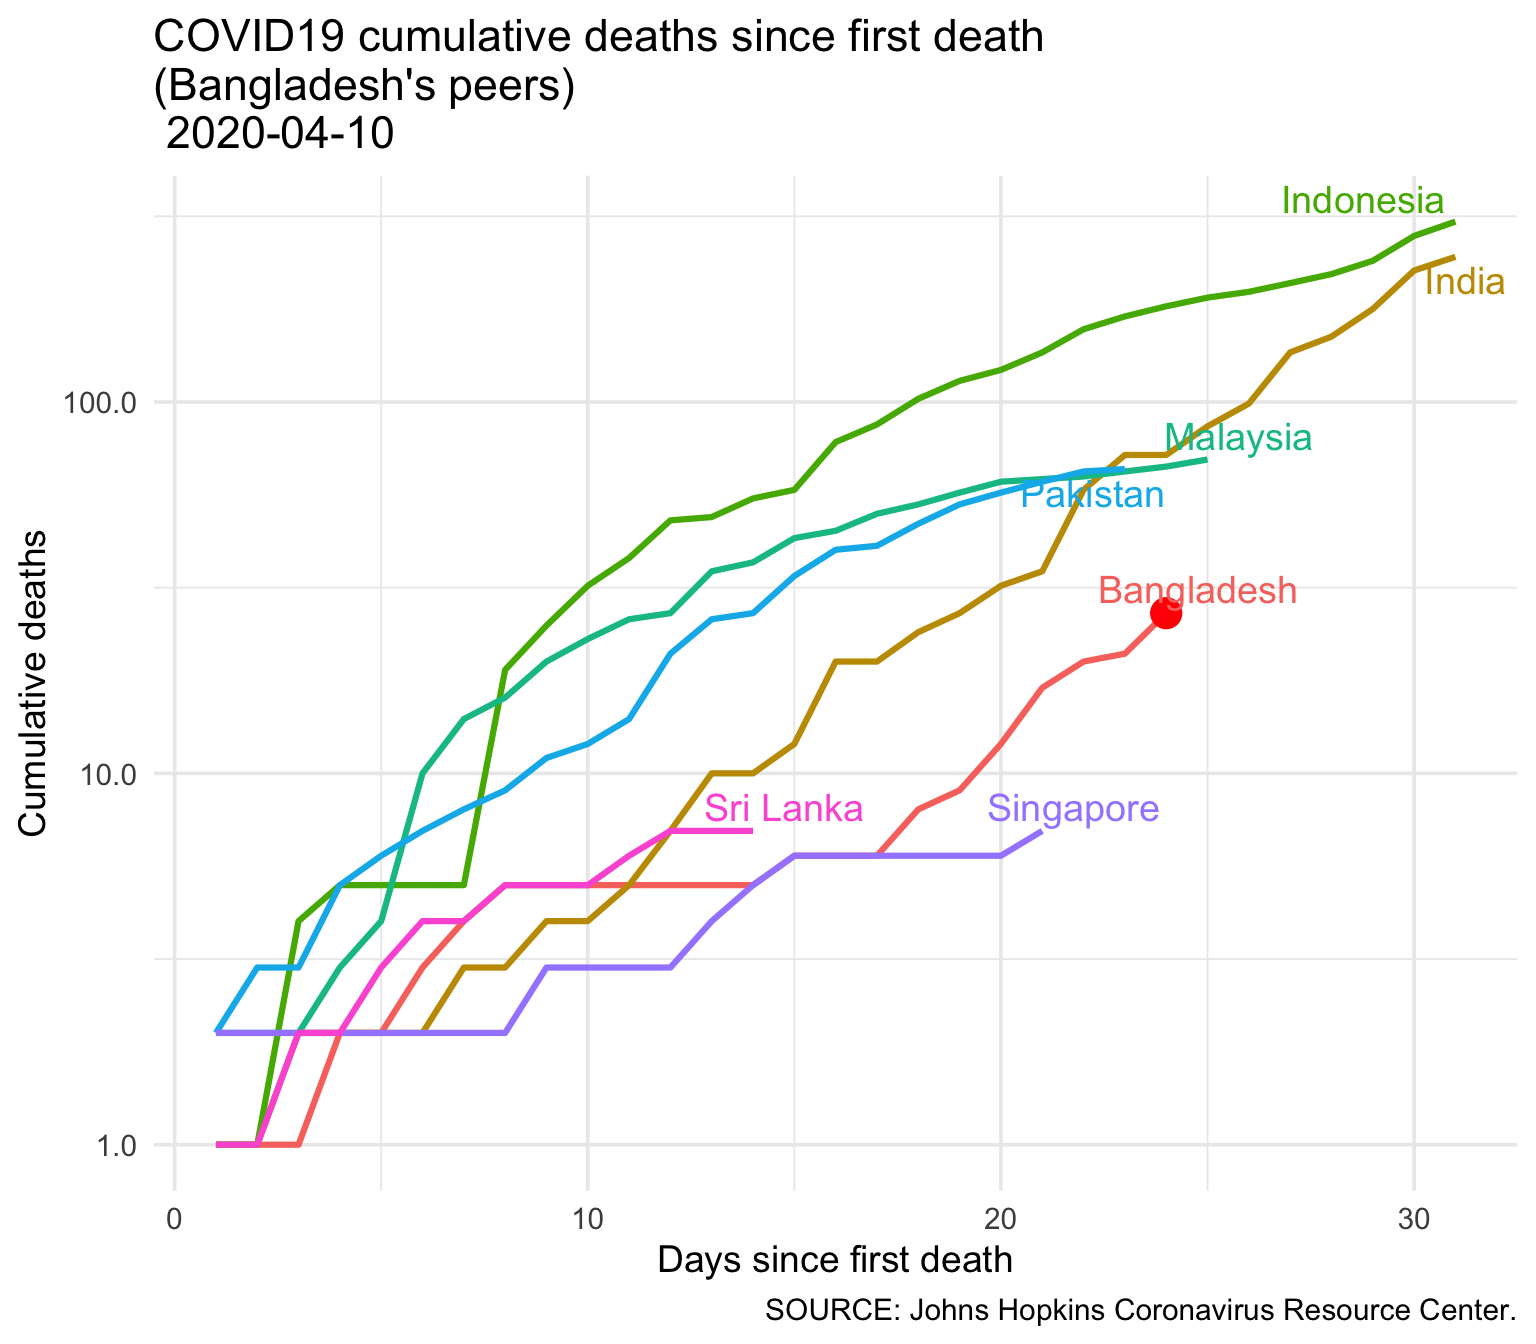 COVID19 cumulative deaths since first death
(Bangladesh's peers)
2020-04-10
Indonesia
India
100.0
Malaysia
Pakistan
Bangladesh
10.0
Sri Lanka
Singapore
1.0
Cumulative deaths
0
10
20
30
Days since first death
SOURCE: Johns Hopkins Coronavirus Resource Center.